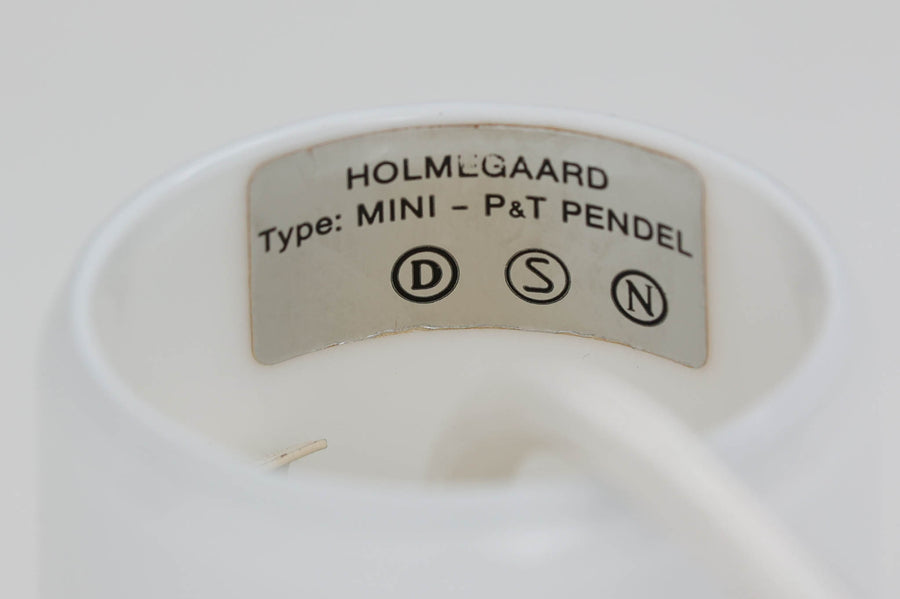 HOLMEGAARD
Type: MINI – P&T PENDEL
D S N